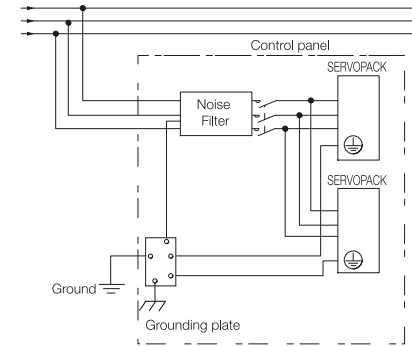 Control panel
SERVOPACK
Noise
Filter
SERVOPACK
Ground
Grounding plate